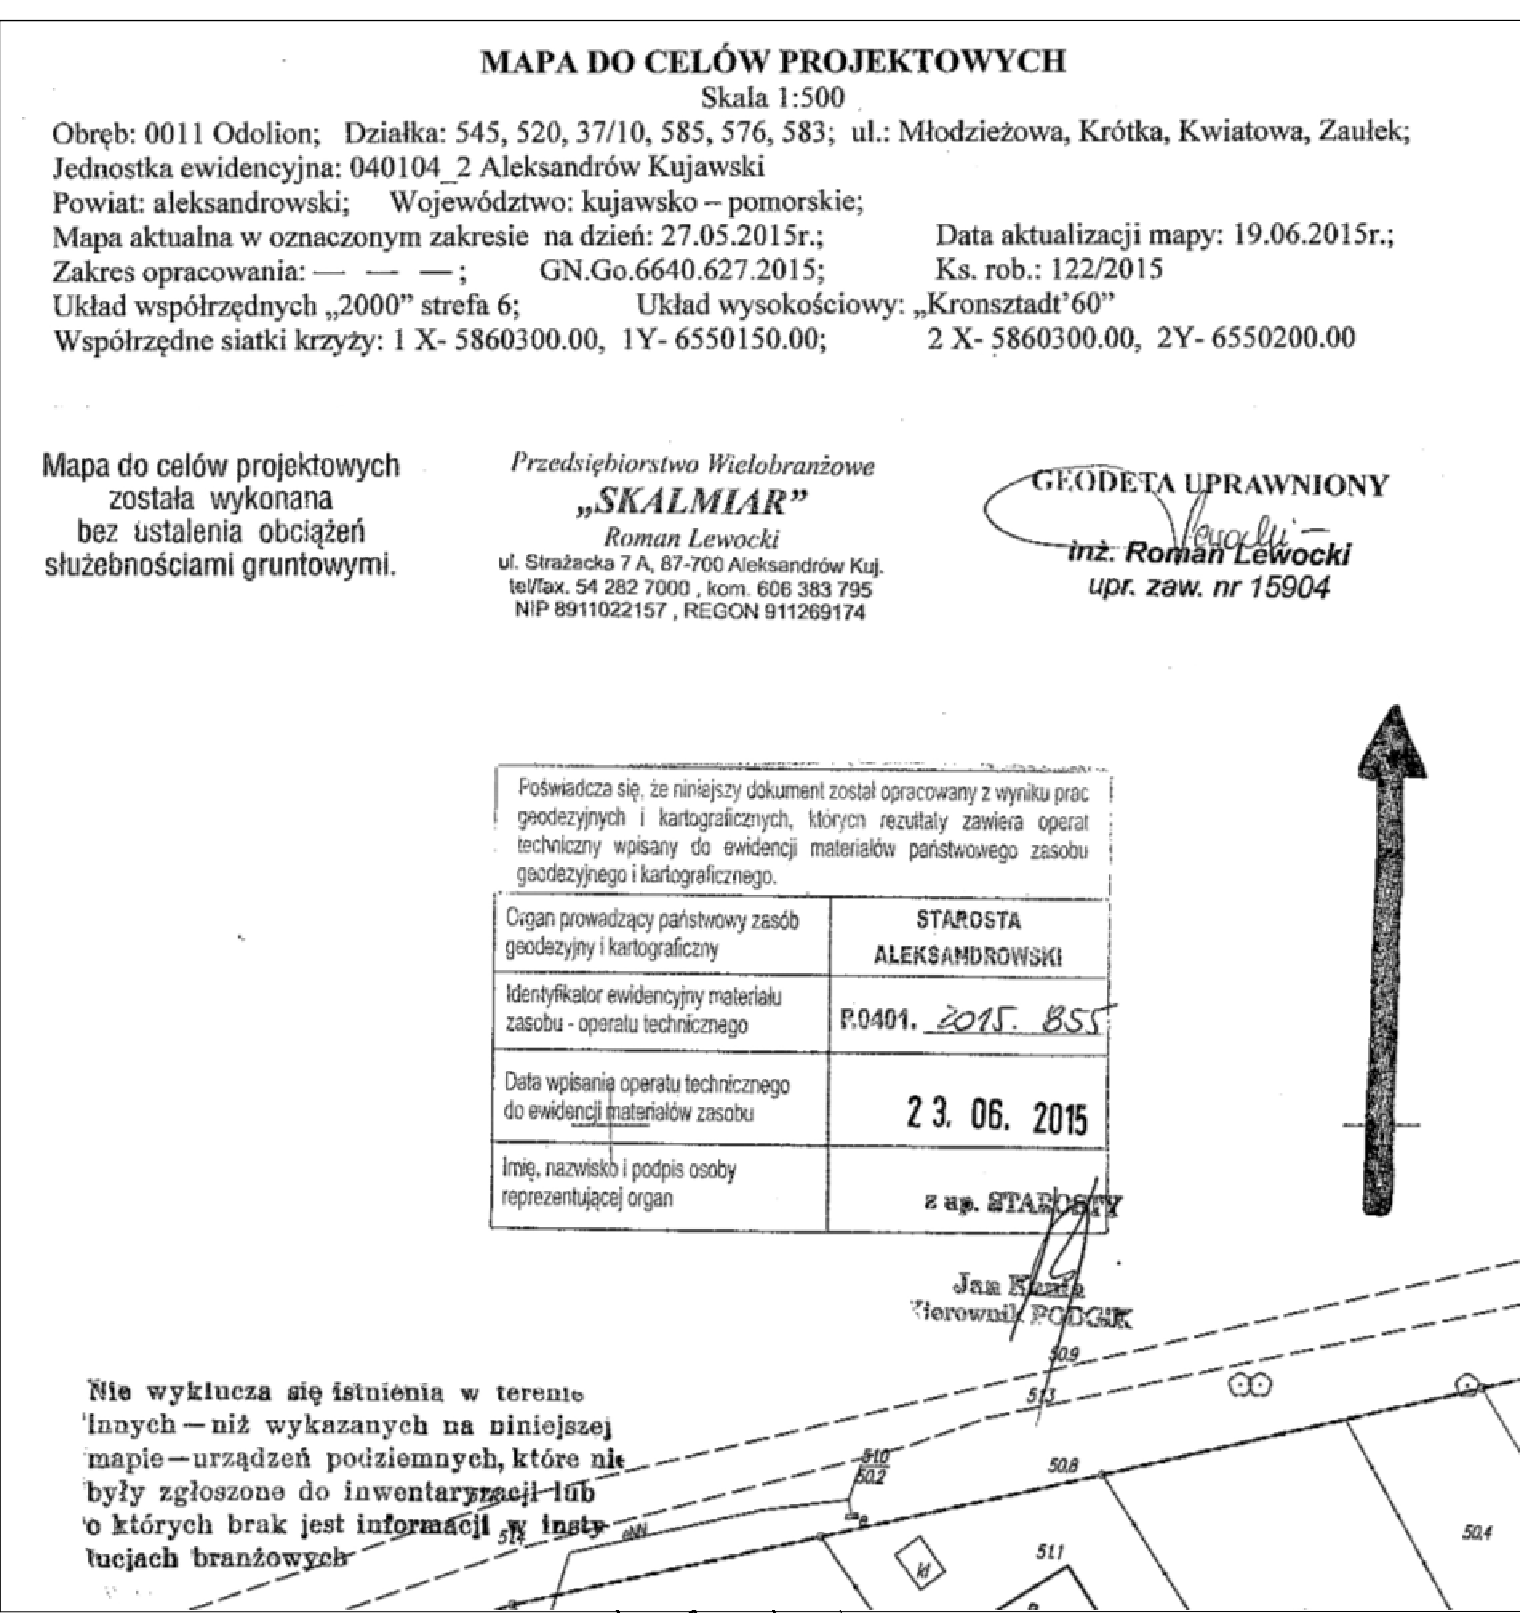 MAPA DO CELÓW PROJEKTOWYCH
Skala 1:500
Obręb: 0011 Odolion; Działka: 545, 520, 37/10, 585, 576, 583; ul.: Młodzieżowa, Krótka, Kwiatowa, Zaułek;
Jednostka ewidencyjna: 040104_2 Aleksandrów Kujawski
Powiat: aleksandrowski; Województwo: kujawsko – pomorskie;
Mapa aktualna w oznaczonym zakresie na dzień: 27.05.2015r.; Data aktualizacji mapy: 19.06.2015r.;
Zakres opracowania: — — —; GN.Go.6640.627.2015; Ks. rob.: 122/2015
Układ współrzędnych „2000” strefa 6; Układ wysokościowy: „Kronsztadt’60”
Współrzędne siatki krzyży: 1 X- 5860300.00, 1Y- 6550150.00; 2 X- 5860300.00, 2Y- 6550200.00
Mapa do celów projektowych
została wykonana
bez ustalenia obciążeń
służebnościami gruntowymi.
Przedsiębiorstwo Wielobranżowe
„SKALMIAR”
Roman Lewocki
ul. Strażacka 7 A, 87-700 Aleksandrów Kuj.
tel/fax. 54 282 7000 , kom. 606 383 795
NIP 8911022157 , REGON 911269174
GEODETA UPRAWNIONY
inż. Roman Lewocki
upr. zaw. nr 15904
Poświadcza się, że niniejszy dokument został opracowany z wyniku prac
geodezyjnych i kartograficznych, których rezultaty zawiera operat
techniczny wpisany do ewidencji materiałów państwowego zasobu
geodezyjnego i kartograficznego.
Organ prowadzący państwowy zasób
geodezyjny i kartograficzny
STAROSTA
ALEKSANDROWSKI
Identyfikator ewidencyjny materiału
zasobu - operatu technicznego
P.0401. 2015. 855
Data wpisania operatu technicznego
do ewidencji materiałów zasobu
23. 06. 2015
Imię, nazwisko i podpis osoby
reprezentującej organ
z up. STAROSTY
Jan
Kierownik PODGiK
Nie wyklucza się istnienia w terenie
innych — niż wykazanych na niniejszej
mapie — urządzeń podziemnych, które nie
były zgłoszone do inwentaryzacji lub
o których brak jest informacji w insty-
tucjach branżowych
50.9
51.3
51.0
50.2
50.8
eNN
e
51.1
50.4
kl